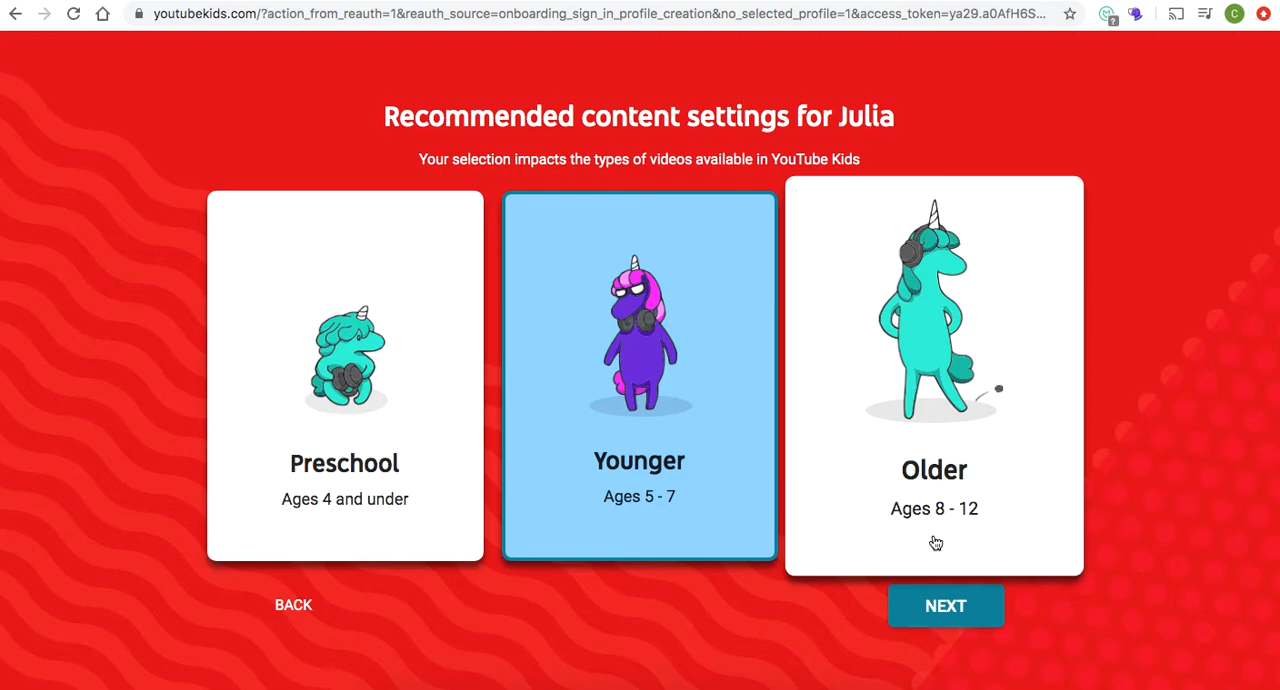 youtubekids.com/?action_from_reauth=1&reauth_source=onboarding_sign_in_profile_creation&no_selected_profile=1&access_token=ya29.a0AfH6S...
C
Recommended content settings for Julia
Your selection impacts the types of videos available in YouTube Kids
Preschool
Ages 4 and under
Younger
Ages 5 - 7
Older
Ages 8 - 12
BACK
NEXT